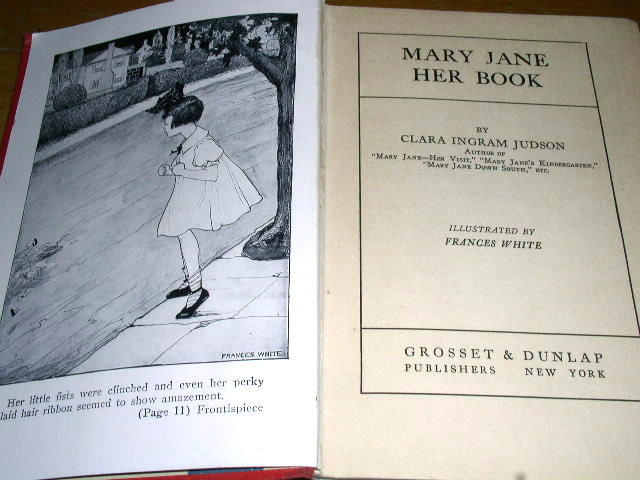 FRANCES WHITE
Her little fists were clinched and even her perky
laid hair ribbon seemed to show amazement.
(Page 11) Frontispiece
MARY JANE
HER BOOK
BY
CLARA INGRAM JUDSON
AUTHOR OF
"MARY JANE—HER VISIT," "MARY JANE'S KINDERGARTEN,"
"MARY JANE DOWN SOUTH," ETC.
ILLUSTRATED BY
FRANCES WHITE
GROSSET & DUNLAP
PUBLISHERS NEW YORK